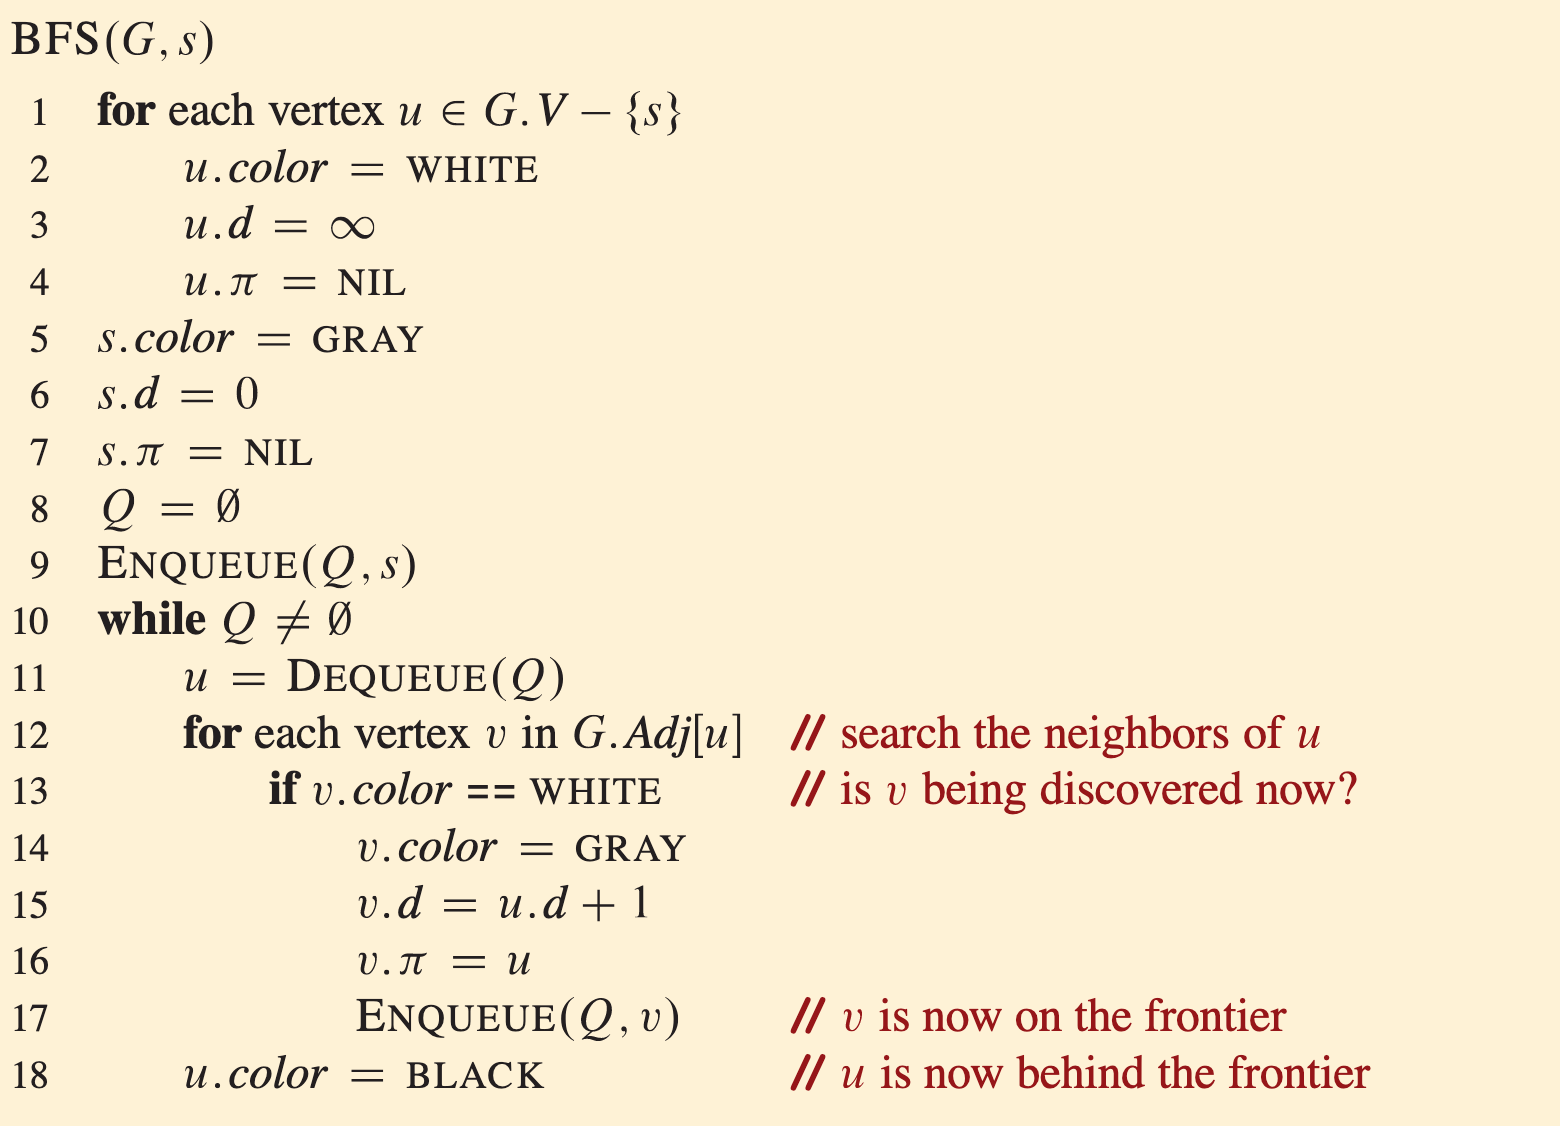 BFS(G, s)
1 for each vertex u ∈ G.V − {s}
2 u.color = WHITE
3 u.d = ∞
4 u.π = NIL
5 s.color = GRAY
6 s.d = 0
7 s.π = NIL
8 Q = ∅
9 ENQUEUE(Q, s)
10 while Q ≠ ∅
11 u = DEQUEUE(Q)
12 for each vertex v in G.Adj[u] // search the neighbors of u
13 if v.color == WHITE // is v being discovered now?
14 v.color = GRAY
15 v.d = u.d + 1
16 v.π = u
17 ENQUEUE(Q, v) // v is now on the frontier
18 u.color = BLACK // u is now behind the frontier